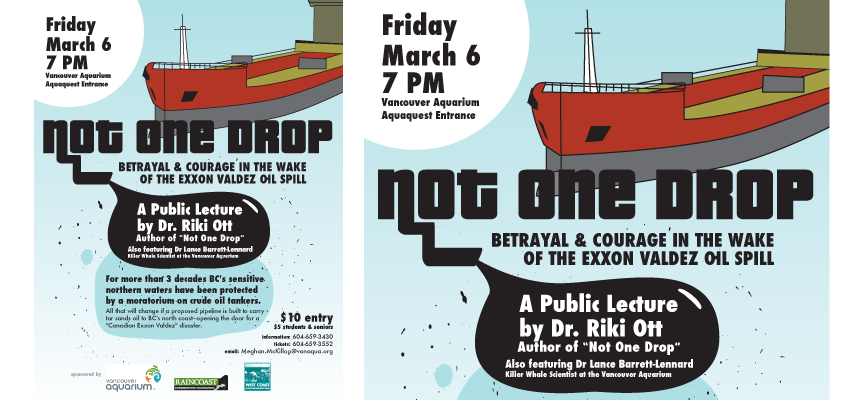 Friday
March 6
7 PM
Vancouver Aquarium
Aquaquest Entrance
not one drop
BETRAYAL & COURAGE IN THE WAKE
OF THE EXXON VALDEZ OIL SPILL
A Public Lecture
by Dr. Riki Ott
Author of "Not One Drop"
Also featuring Dr Lance Barrett-Lennard
Killer Whale Scientist at the Vancouver Aquarium
For more than 3 decades BC's sensitive
northern waters have been protected
by a moratorium on crude oil tankers.
All that will change if a proposed pipeline is built to carry
tar sands oil to BC's north coast—opening the door for a
"Canadian Exxon Valdez" disaster.
$10 entry
$5 students & seniors
information: 604-659-3430
tickets: 604-659-3552
email: Meghan.McKillop@vanaqua.org
sponsored by
vancouver
aquarium
RAINCOAST
WEST COAST
Friday
March 6
7 PM
Vancouver Aquarium
Aquaquest Entrance
not one drop
BETRAYAL & COURAGE IN THE WAKE
OF THE EXXON VALDEZ OIL SPILL
A Public Lecture
by Dr. Riki Ott
Author of "Not One Drop"
Also featuring Dr Lance Barrett-Lennard
Killer Whale Scientist at the Vancouver Aquarium